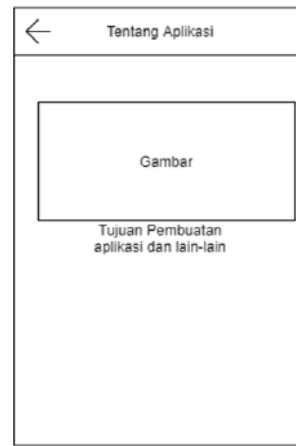 Tentang Aplikasi
Gambar
Tujuan Pembuatan
aplikasi dan lain-lain